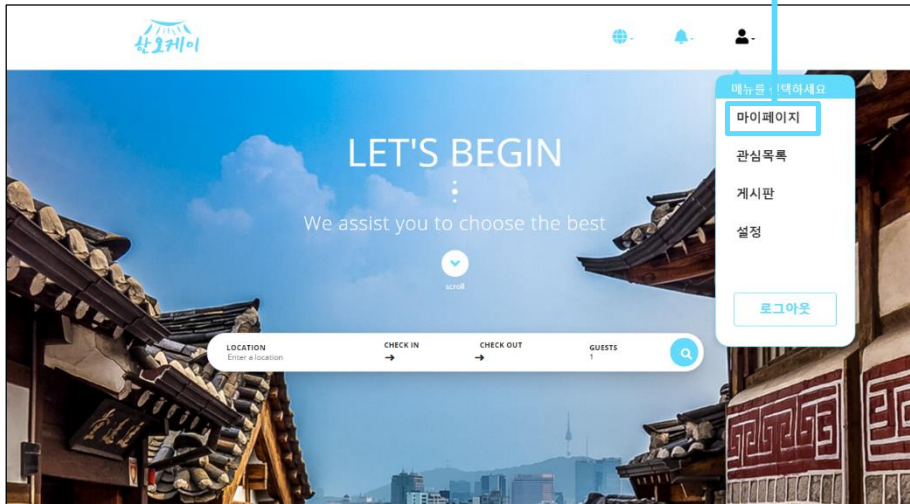 한오케이
메뉴를 선택하세요
마이페이지
관심목록
게시판
설정
로그아웃
LET'S BEGIN
We assist you to choose the best
scroll
LOCATION
Enter a location
CHECK IN
CHECK OUT
GUESTS
1